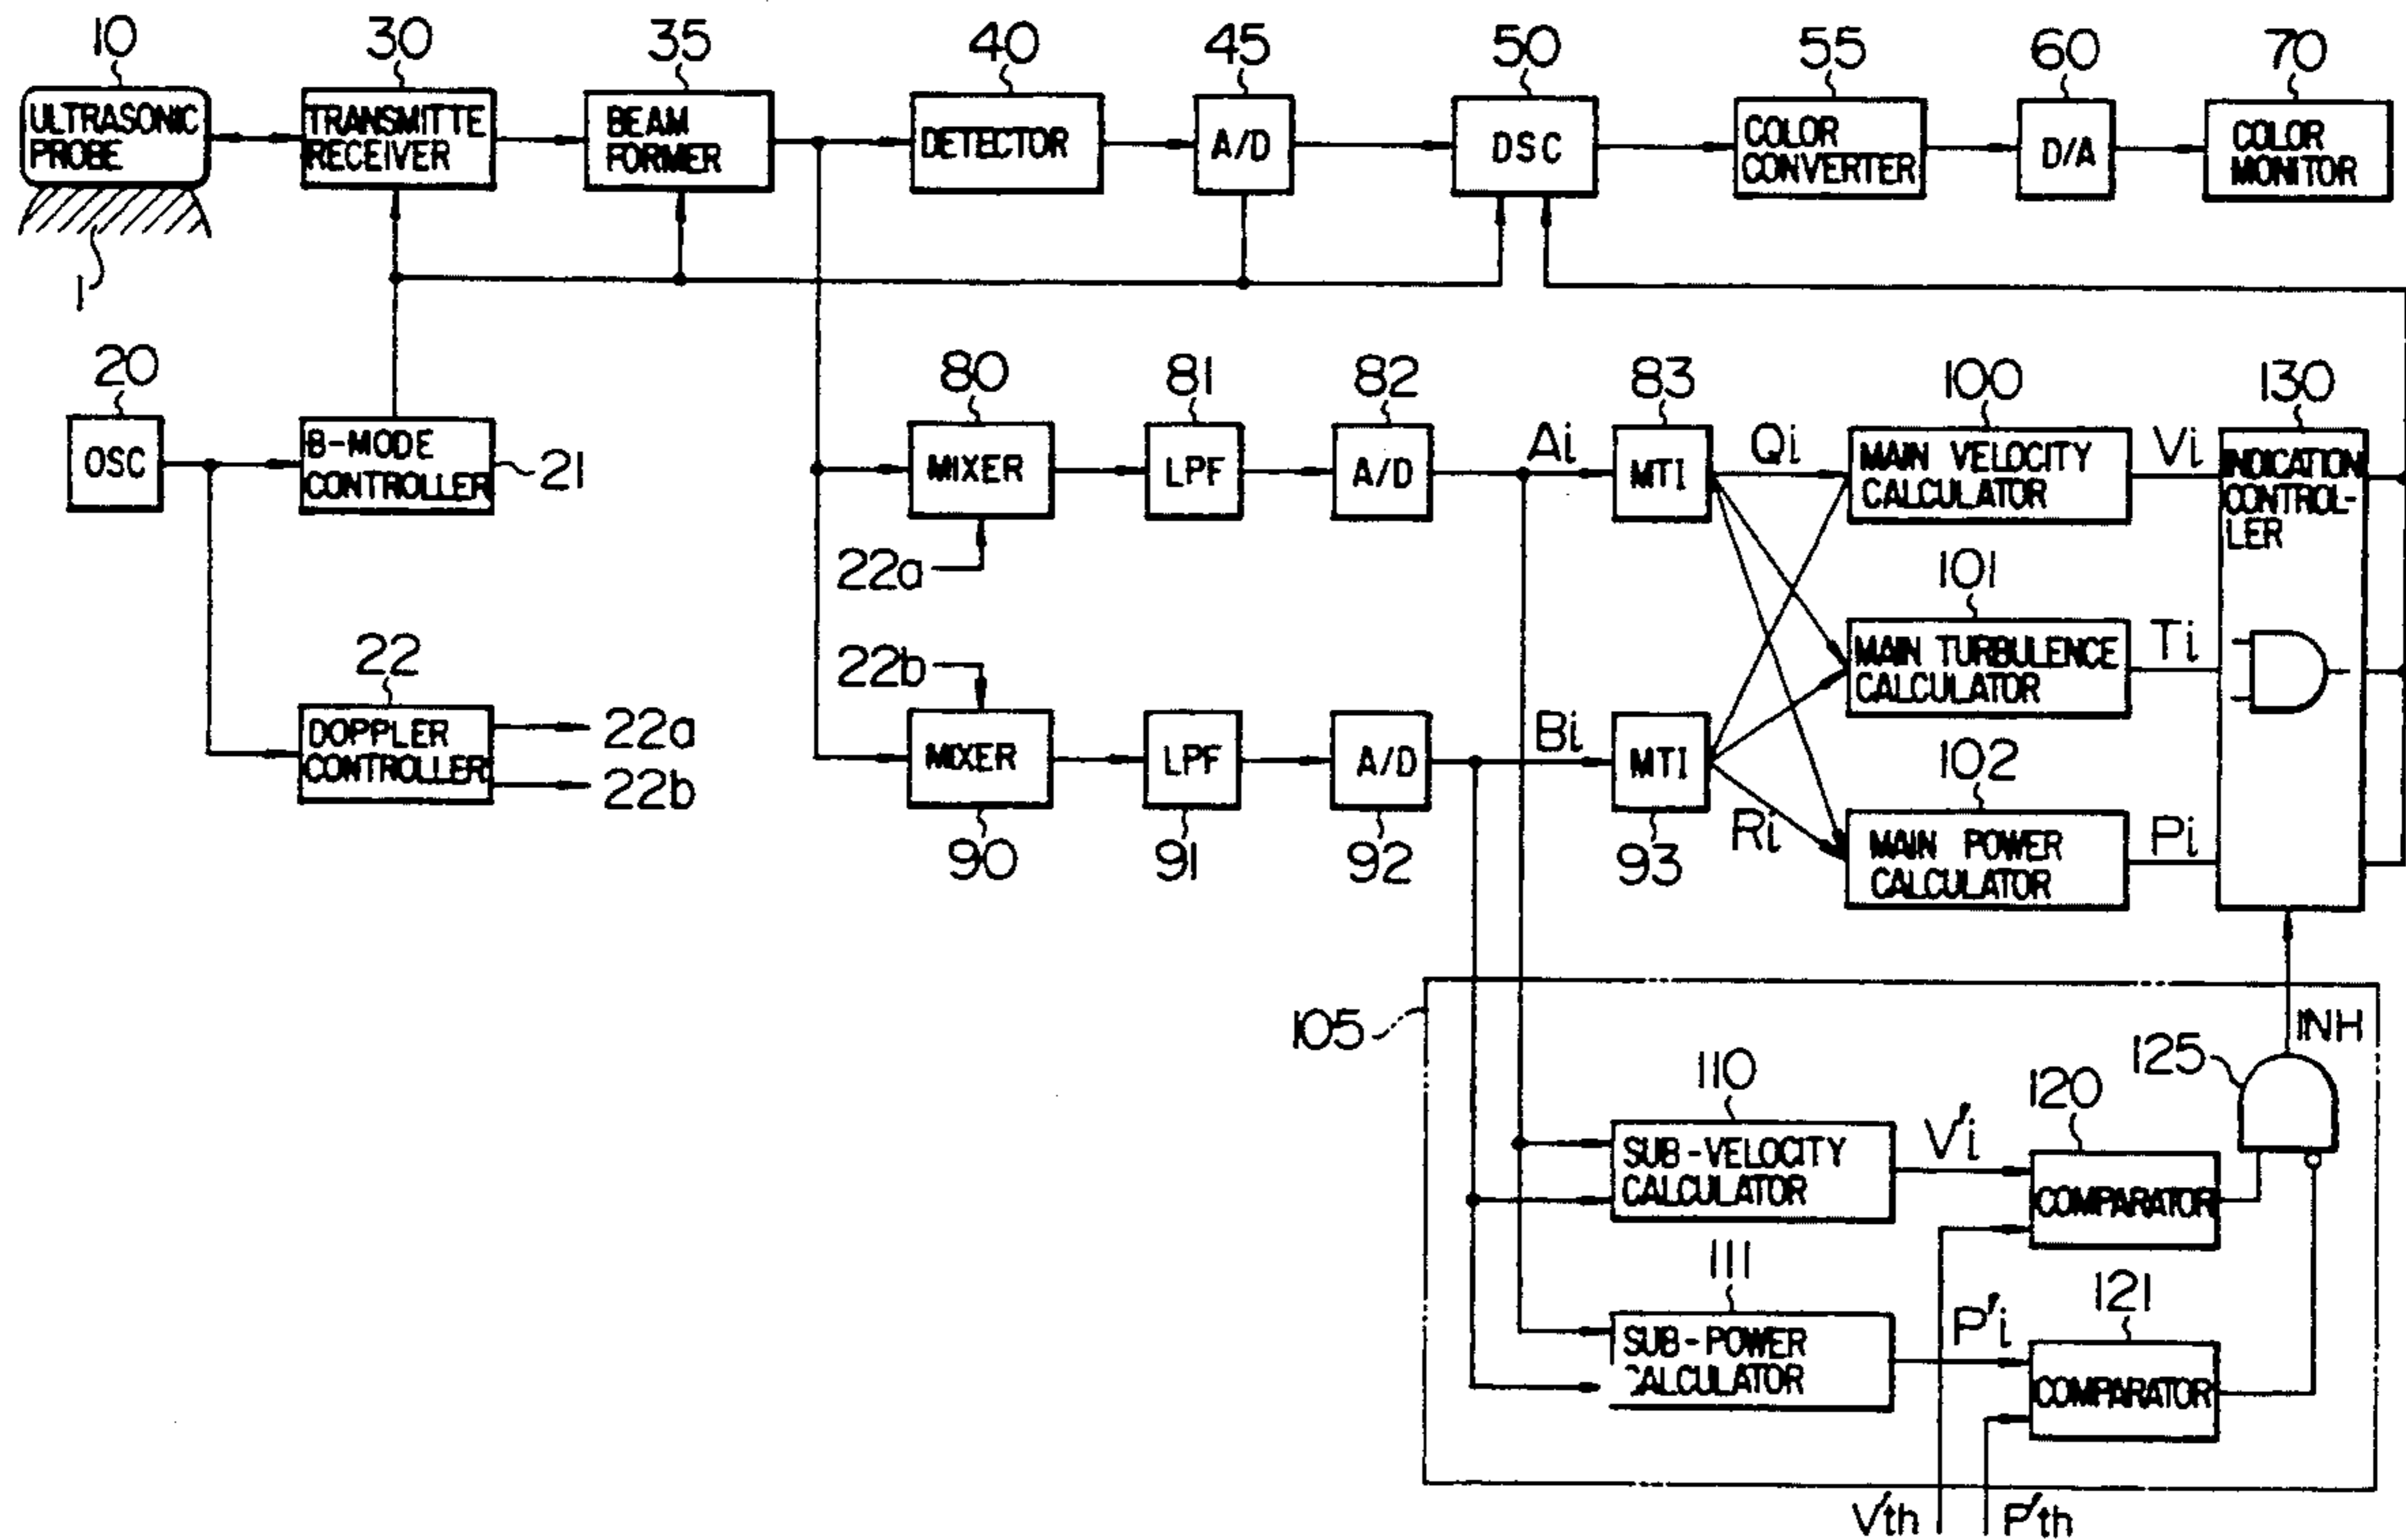 10
30
35
40
45
50
55
60
70
ULTRASONIC
PROBE
TRANSMITTE
RECEIVER
BEAM
FORMER
DETECTOR
A/D
DSC
COLOR
CONVERTER
D/A
COLOR
MONITOR
1
20
80
81
82
83
100
130
OSC
B-MODE
CONTROLLER
21
MIXER
LPF
A/D
Ai
MTI
Qi
MAIN VELOCITY
CALCULATOR
Vi
INDICATION
CONTROL-
LER
22a
101
22
22b
MAIN TURBULENCE
CALCULATOR
Ti
DOPPLER
CONTROLLER
22a
22b
MIXER
LPF
A/D
Bi
MTI
102
90
91
92
93
Ri
MAIN POWER
CALCULATOR
Pi
105
INH
125
110
120
SUB-VELOCITY
CALCULATOR
V'i
COMPARATOR
111
121
SUB-POWER
CALCULATOR
P'i
COMPARATOR
V'th
P'th